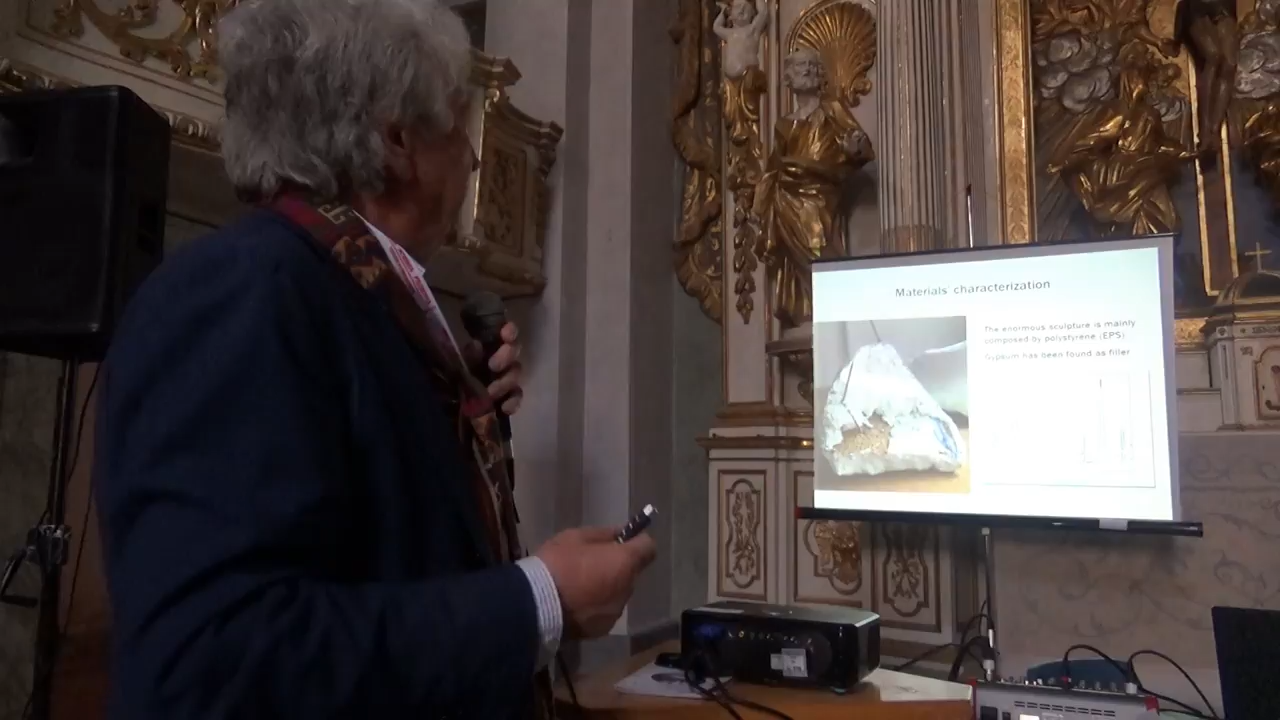 Materials' characterization
The enormous sculpture is mainly
composed by polystyrene (EPS)
Gypsum has been found as filler